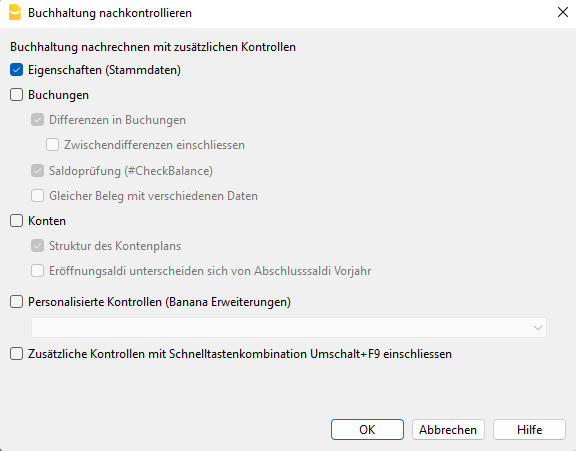 Buchhaltung nachkontrollieren
Buchhaltung nachrechnen mit zusätzlichen Kontrollen
Eigenschaften (Stammdaten)
Buchungen
Differenzen in Buchungen
Zwischendifferenzen einschliessen
Saldoprüfung (#CheckBalance)
Gleicher Beleg mit verschiedenen Daten
Konten
Struktur des Kontenplans
Eröffnungsaldi unterscheiden sich von Abschlusssaldi Vorjahr
Personalisierte Kontrollen (Banana Erweiterungen)
Zusätzliche Kontrollen mit Schnelltastenkombination Umschalt+F9 einschliessen
OK Abbrechen Hilfe